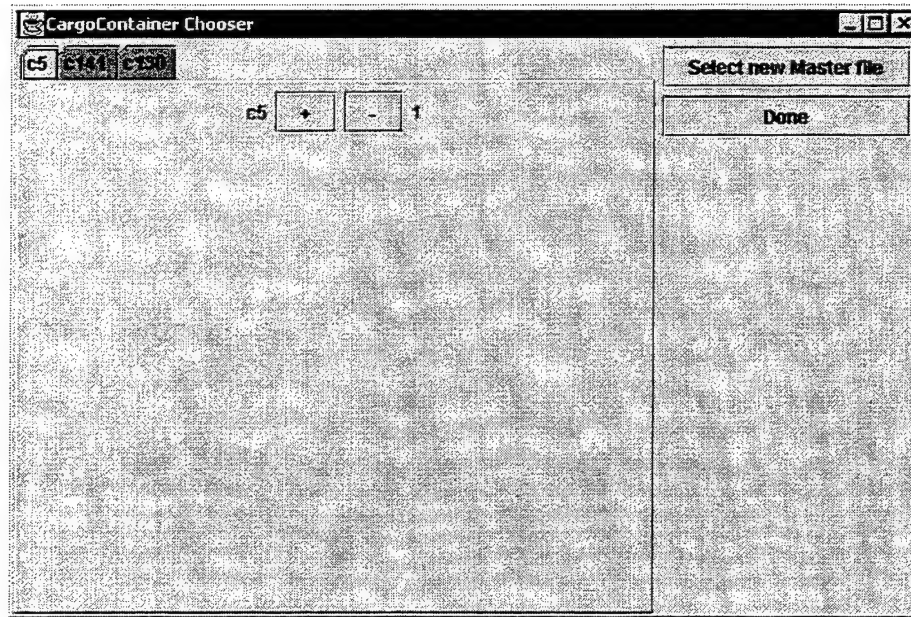 CargoContainer Chooser
c5 c141 c130
Select new Master file
c5 + - 1
Done